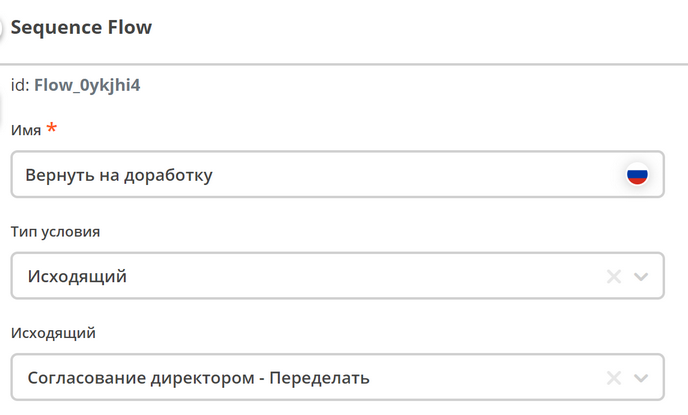 Sequence Flow
id: Flow_0ykjhi4
Имя *
Вернуть на доработку
Тип условия
Исходящий
Исходящий
Согласование директором - Переделать